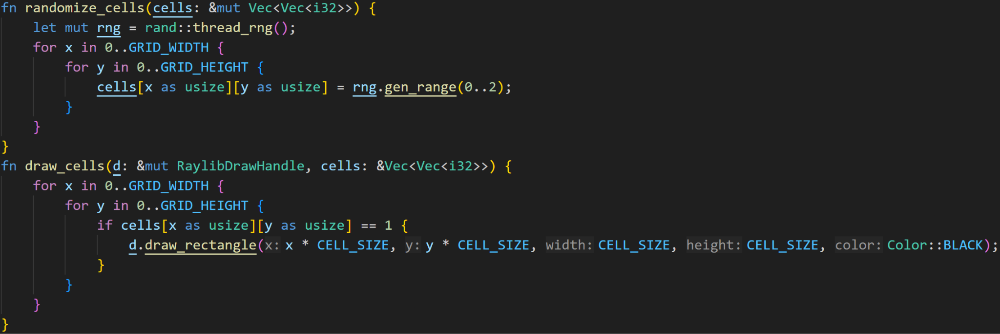 fn randomize_cells(cells: &mut Vec<Vec<i32>>) {
    let mut rng = rand::thread_rng();
    for x in 0..GRID_WIDTH {
        for y in 0..GRID_HEIGHT {
            cells[x as usize][y as usize] = rng.gen_range(0..2);
        }
    }
}
fn draw_cells(d: &mut RaylibDrawHandle, cells: &Vec<Vec<i32>>) {
    for x in 0..GRID_WIDTH {
        for y in 0..GRID_HEIGHT {
            if cells[x as usize][y as usize] == 1 {
                d.draw_rectangle(x: x * CELL_SIZE, y: y * CELL_SIZE, width: CELL_SIZE, height: CELL_SIZE, color: Color::BLACK);
            }
        }
    }
}